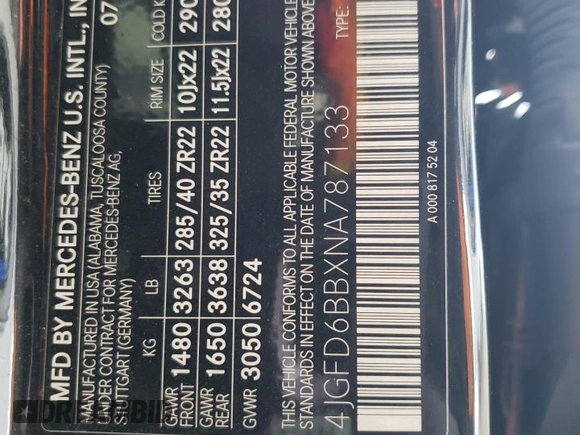 MFD BY MERCEDES-BENZ U.S. INTL., IN
MANUFACTURED IN USA (ALABAMA, TUSCALOOSA COUNTY)
UNDER CONTRACT FOR MERCEDES-BENZ AG,
STUTTGART (GERMANY)
07
KG LB TIRES RIM SIZE COLD
GAWR FRONT 1480 3263 285/40 ZR22 10Jx22 290
GAWR REAR 1650 3638 325/35 ZR22 11.5Jx22 280
GVWR 3050 6724
THIS VEHICLE CONFORMS TO ALL APPLICABLE FEDERAL MOTOR VEHICLE
IN EFFECT ON THE DATE OF MANUFACTURE SHOWN ABOVE
4JGFD6BBXNA787133 TYPE:
A 000 817 52 04